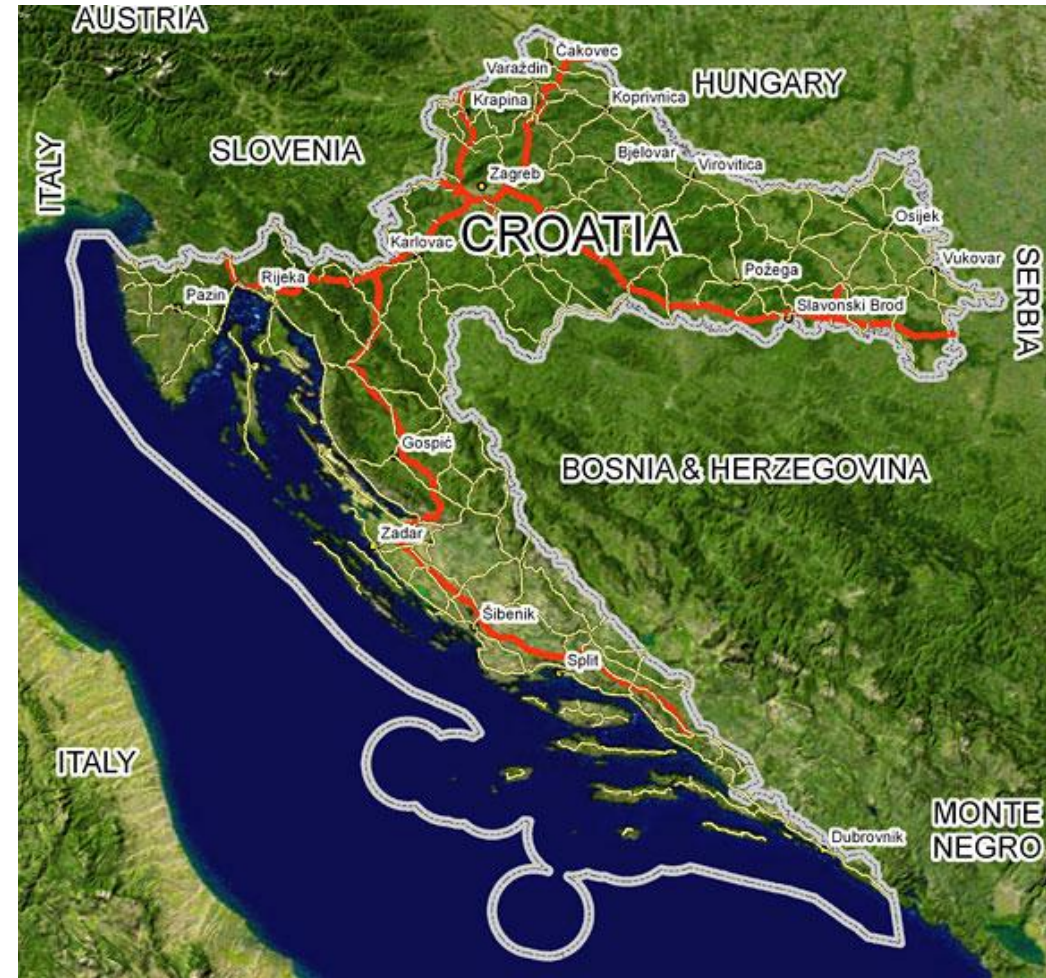 AUSTRIA
Čakovec
Varaždin
HUNGARY
Krapina
Koprivnica
ITALY
SLOVENIA
Bjelovar
Virovitica
Zagreb
Osijek
CROATIA
Karlovac
Vukovar
SERBIA
Požega
Rijeka
Pazin
Slavonski Brod
Gospić
BOSNIA & HERZEGOVINA
Zadar
Šibenik
Split
ITALY
MONTE
NEGRO
Dubrovnik